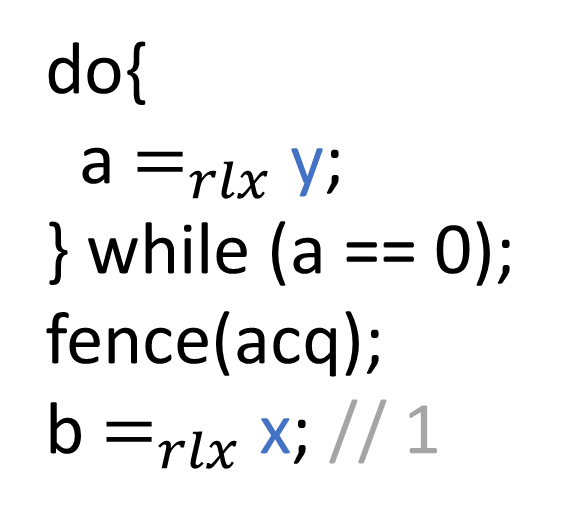 do{
a =rlx y;
} while (a == 0);
fence(acq);
b =rlx x; // 1